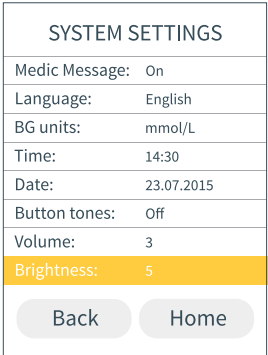 SYSTEM SETTINGS
Medic Message: On
Language: English
BG units: mmol/L
Time: 14:30
Date: 23.07.2015
Button tones: Off
Volume: 3
Brightness: 5
Back Home